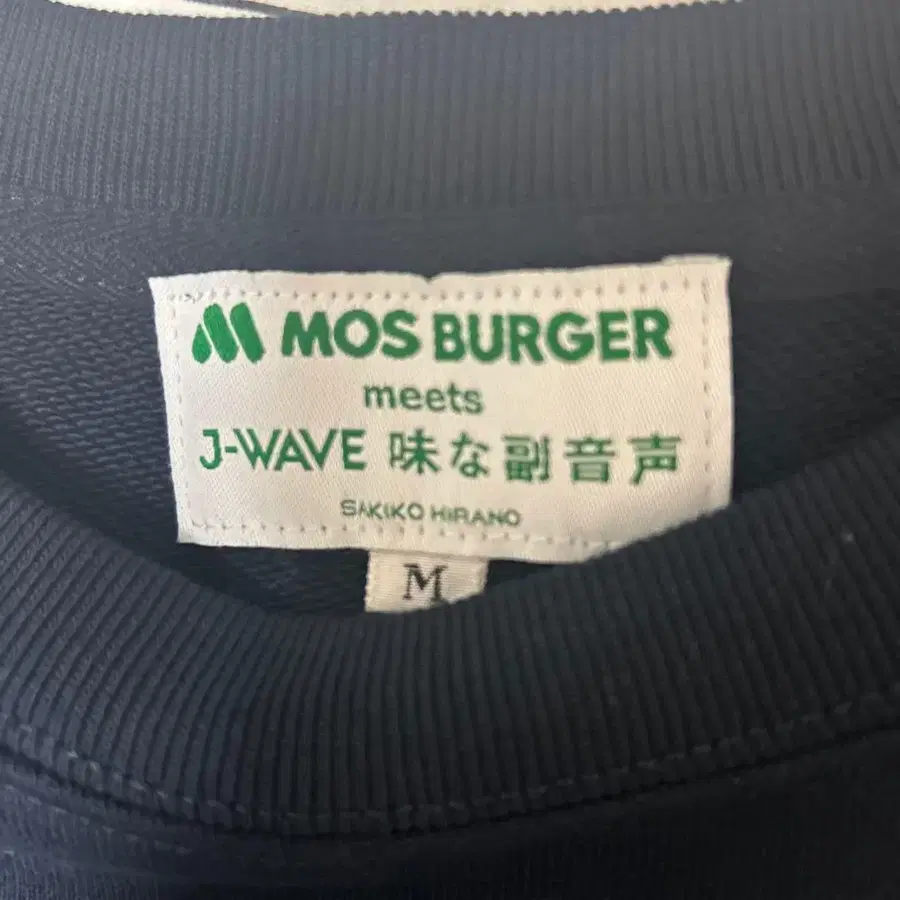 MOS BURGER
meets
J-WAVE 味な副音声
SAKIKO HIRANO
M